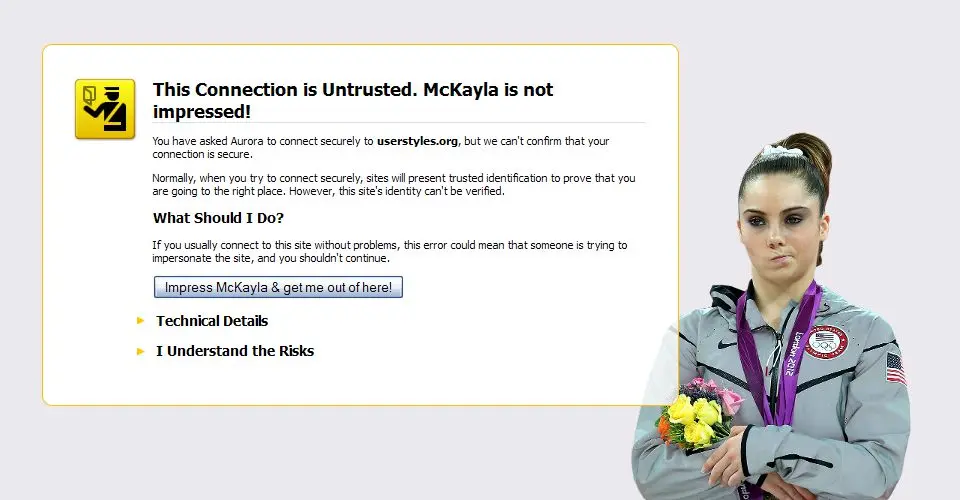 This Connection is Untrusted. McKayla is not
impressed!
You have asked Aurora to connect securely to userstyles.org, but we can't confirm that your
connection is secure.
Normally, when you try to connect securely, sites will present trusted identification to prove that you
are going to the right place. However, this site's identity can't be verified.
What Should I Do?
If you usually connect to this site without problems, this error could mean that someone is trying to
impersonate the site, and you shouldn't continue.
Impress McKayla & get me out of here!
Technical Details
I Understand the Risks
London 2012